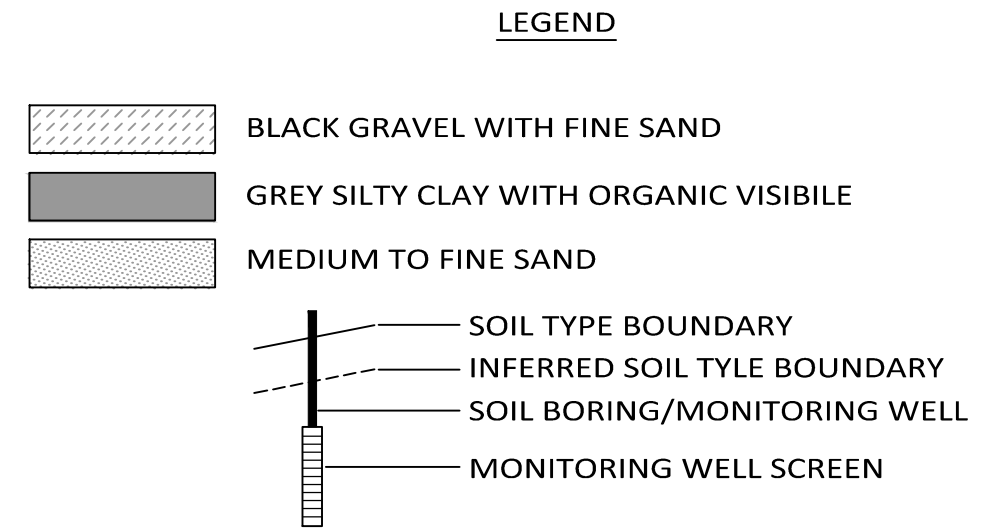 LEGEND
BLACK GRAVEL WITH FINE SAND
GREY SILTY CLAY WITH ORGANIC VISIBILE
MEDIUM TO FINE SAND
SOIL TYPE BOUNDARY
INFERRED SOIL TYLE BOUNDARY
SOIL BORING/MONITORING WELL
MONITORING WELL SCREEN